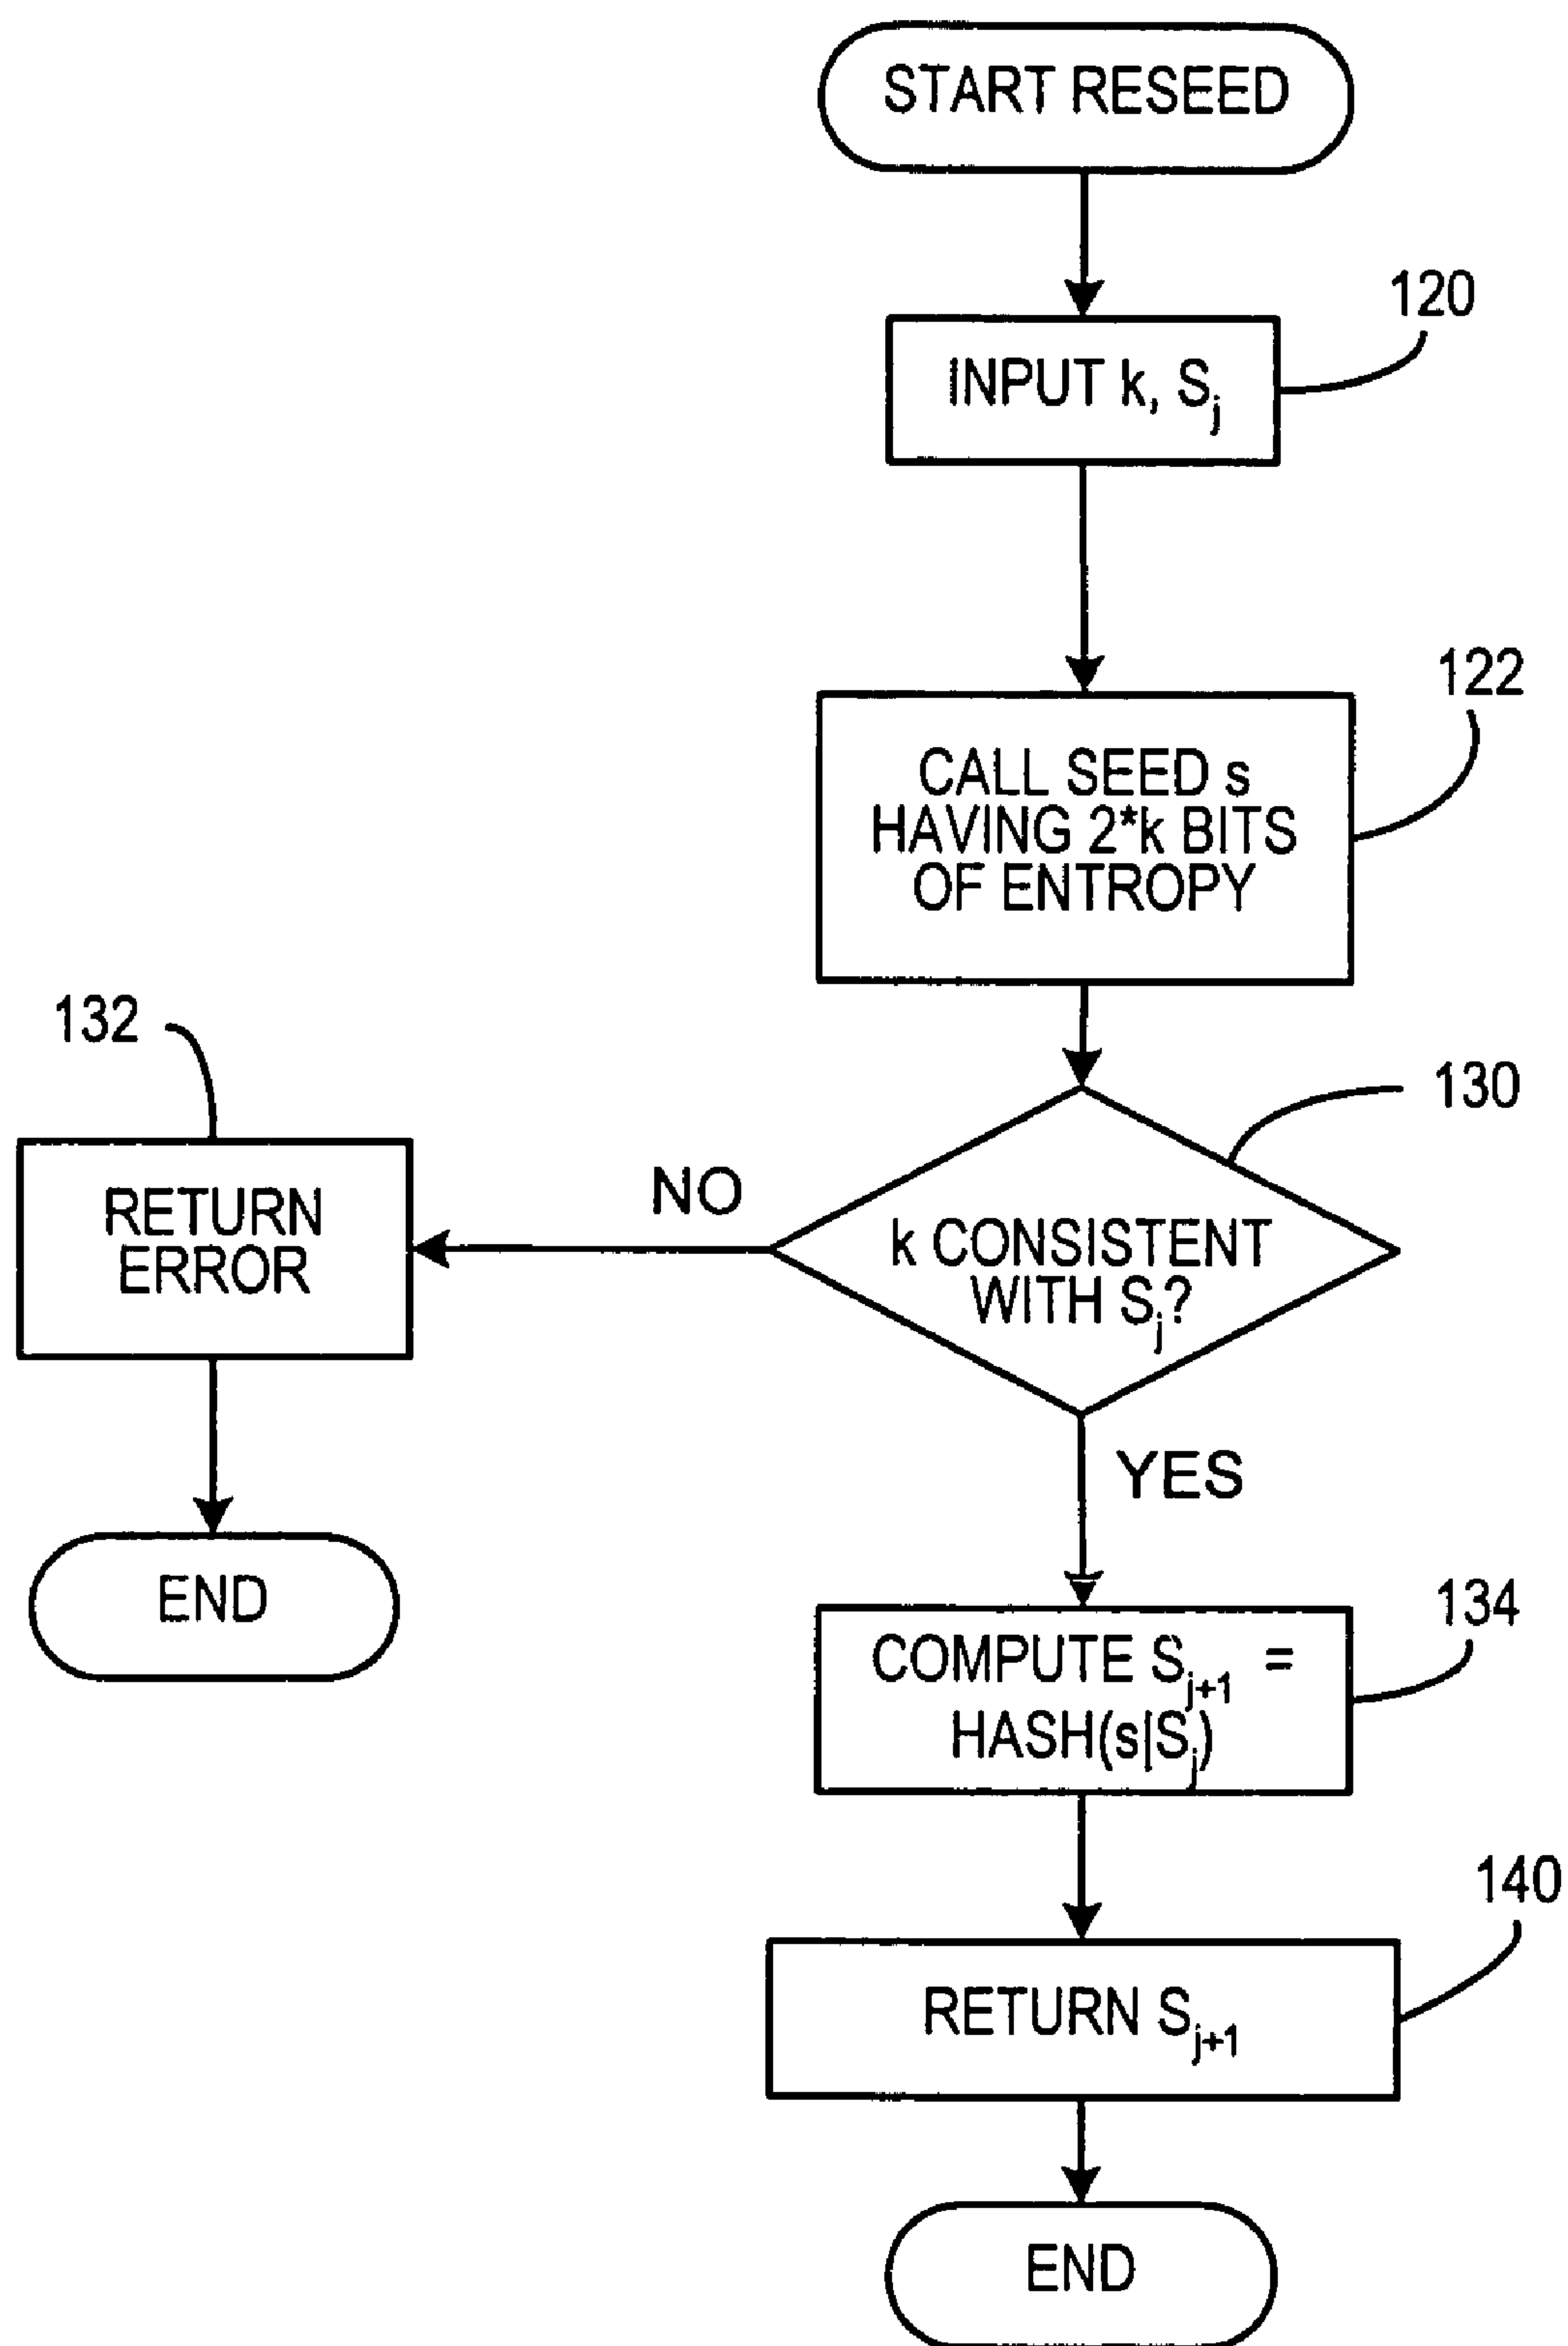 START RESEED
120
INPUT k, Sj
122
CALL SEED s
HAVING 2*k BITS
OF ENTROPY
132
130
RETURN
ERROR
NO
k CONSISTENT
WITH Sj?
YES
END
134
COMPUTE Sj+1 =
HASH(s|Sj)
140
RETURN Sj+1
END